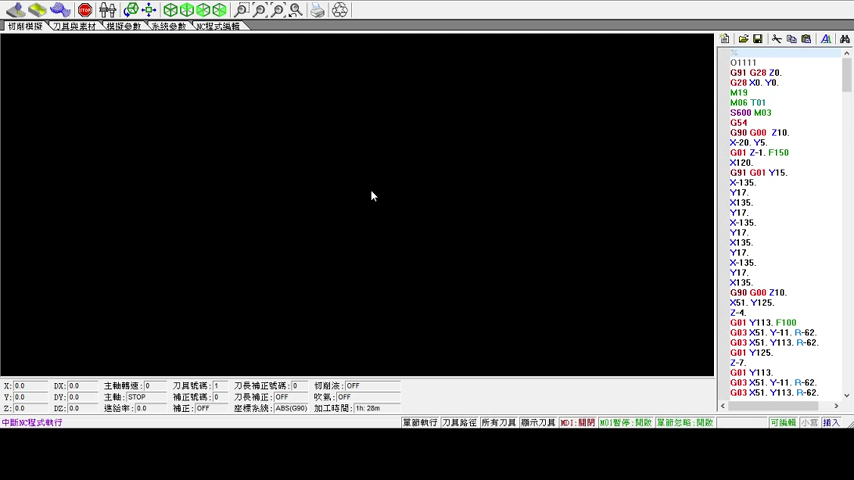 STOP
切削模擬 刀具與素材 模擬參數 系統參數 NC程式編輯
%
O1111
G91 G28 Z0.
G28 X0. Y0.
M19
M06 T01
S600 M03
G54
G90 G00  Z10.
X-20. Y5.
G01 Z-1. F150
X120.
G91 G01 Y15.
X-135.
Y17.
X135.
Y17.
X-135.
Y17.
X135.
Y17.
X-135.
Y17.
X135.
G90 G00 Z10.
X51. Y125.
Z-4.
G01 Y113. F100
G03 X51. Y-11. R-62.
G03 X51. Y113. R-62.
G01 Y125.
Z-7.
G01 Y113.
G03 X51. Y-11. R-62.
G03 X51. Y113. R-62.
X: 0.0 DX: 0.0 主軸轉速: 0 刀具號碼: 1 刀長補正號碼: 0 切削液: OFF
Y: 0.0 DY: 0.0 主軸: STOP 補正號碼: 0 刀長補正: OFF 吹氣: OFF
Z: 0.0 DZ: 0.0 進給率: 0.0 補正: OFF 座標系統: ABS(G90) 加工時間: 1h: 28m
中斷NC程式執行 單節執行 刀具路徑 所有刀具 顯示刀具 MDI:關閉 M01暫停:開啟 單節忽略:開啟 可編輯 小寫 插入